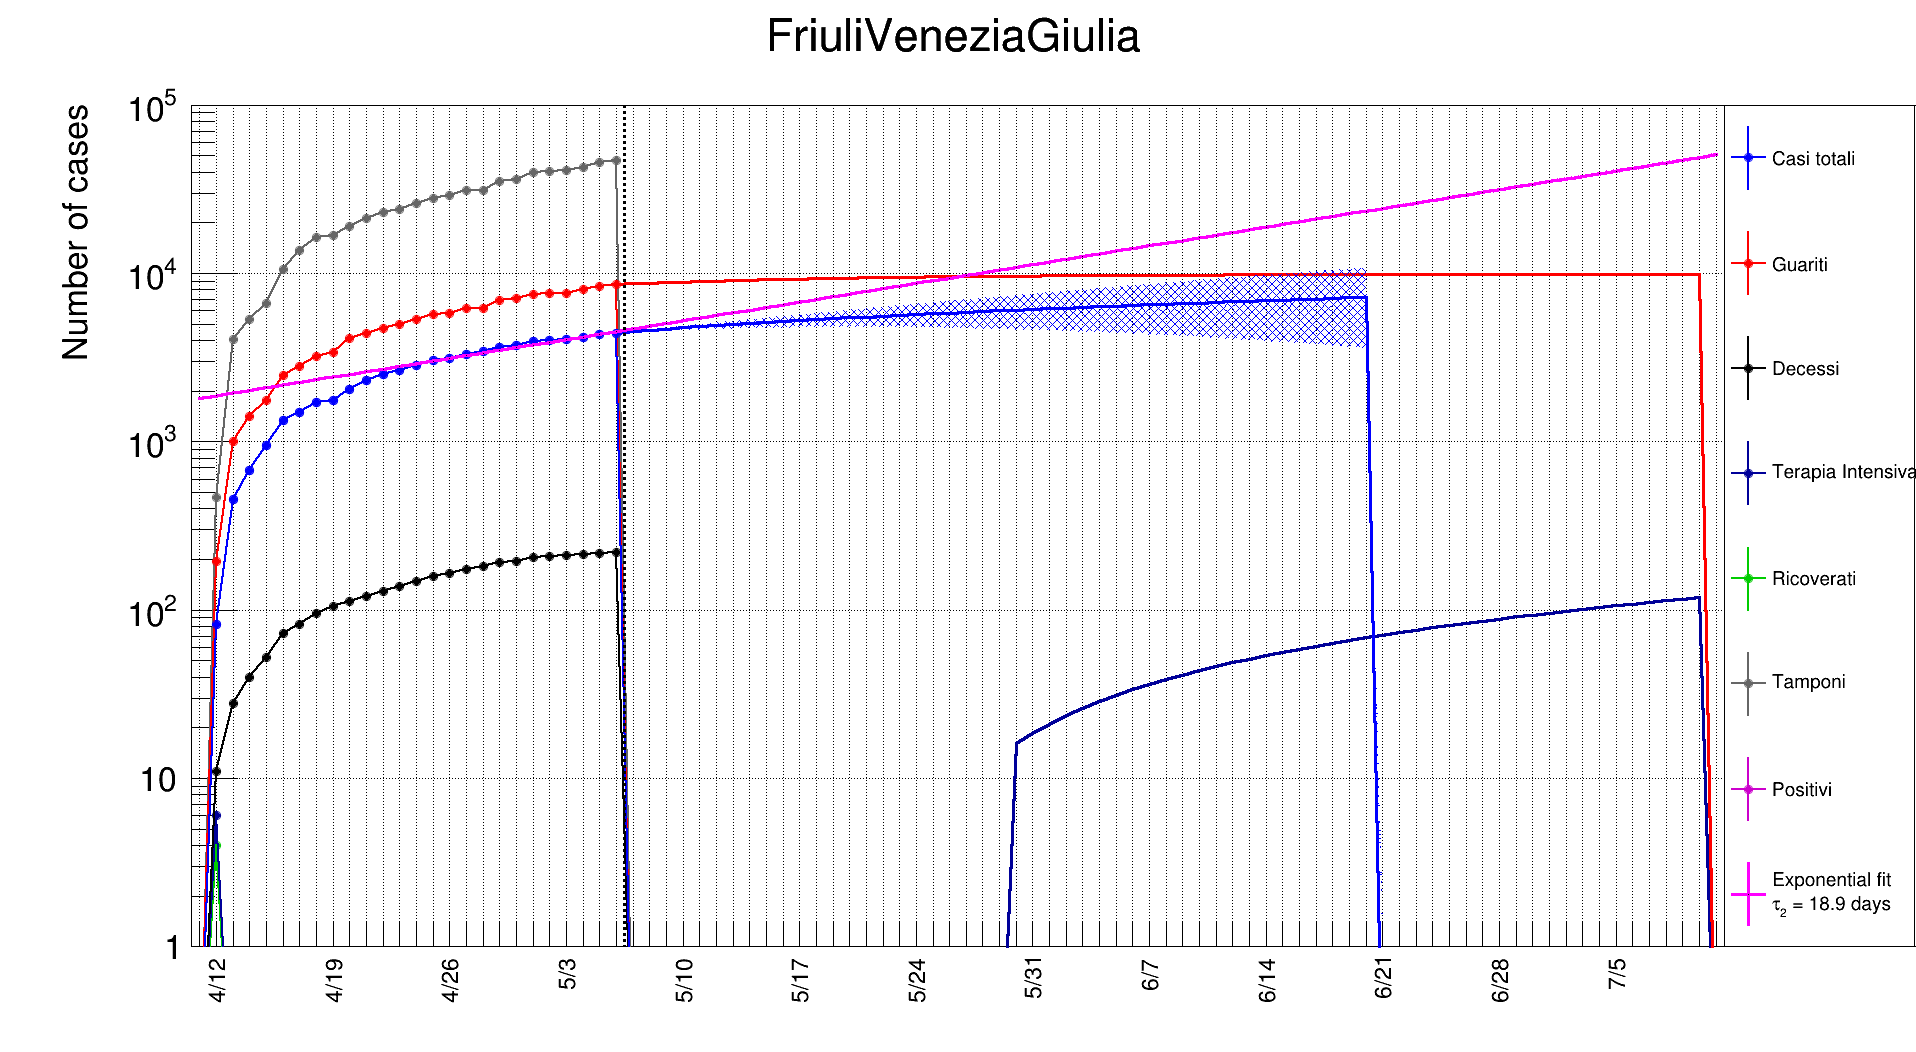 FriuliVeneziaGiulia
Number of cases
10^5
10^4
10^3
10^2
10
1
4/12
4/19
4/26
5/3
5/10
5/17
5/24
5/31
6/7
6/14
6/21
6/28
7/5
Casi totali
Guariti
Decessi
Terapia Intensiva
Ricoverati
Tamponi
Positivi
Exponential fit
τ₂ = 18.9 days